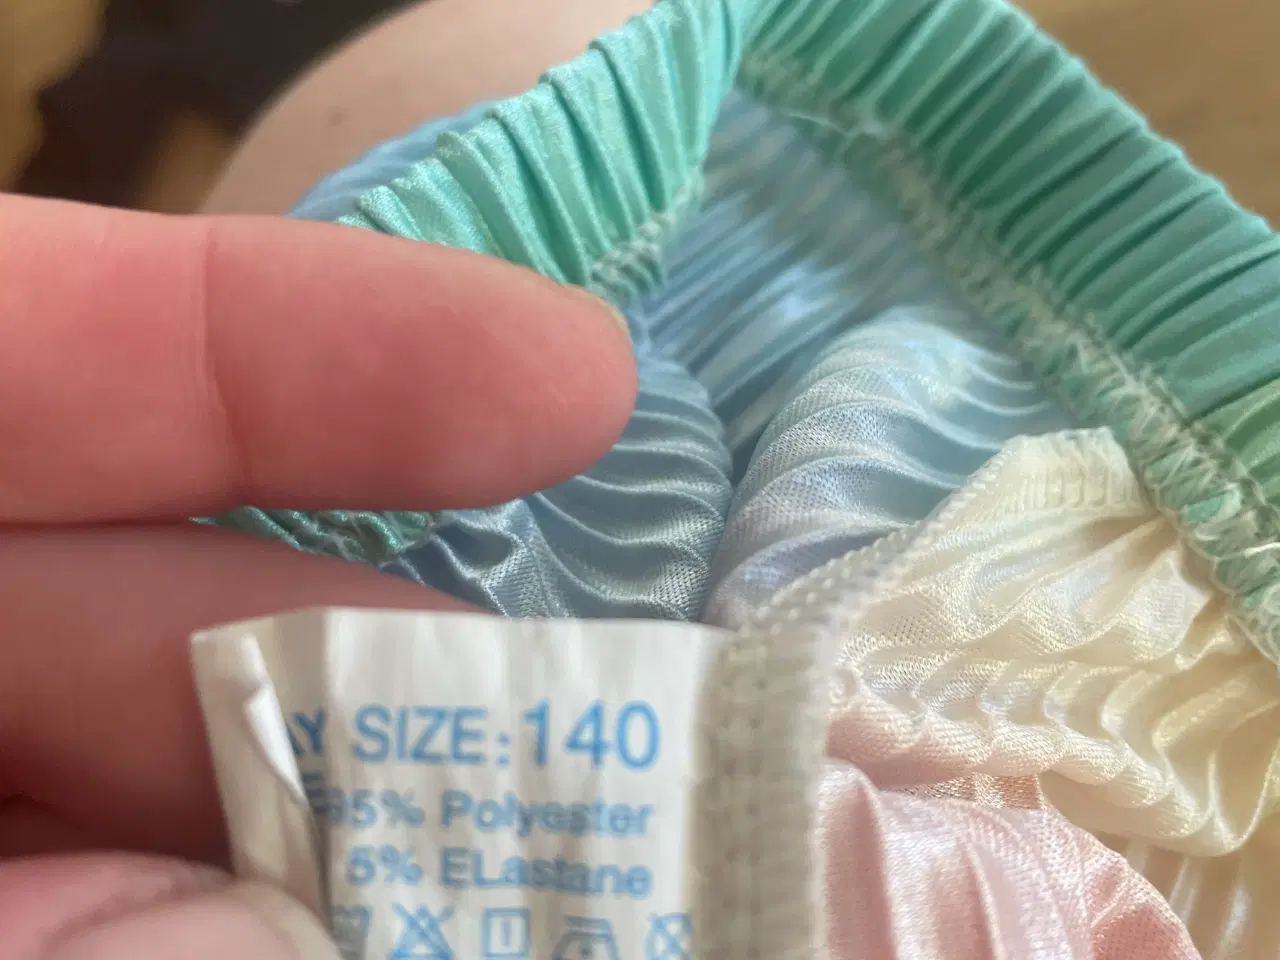 SIZE:140
95% Polyester
5% ELastane